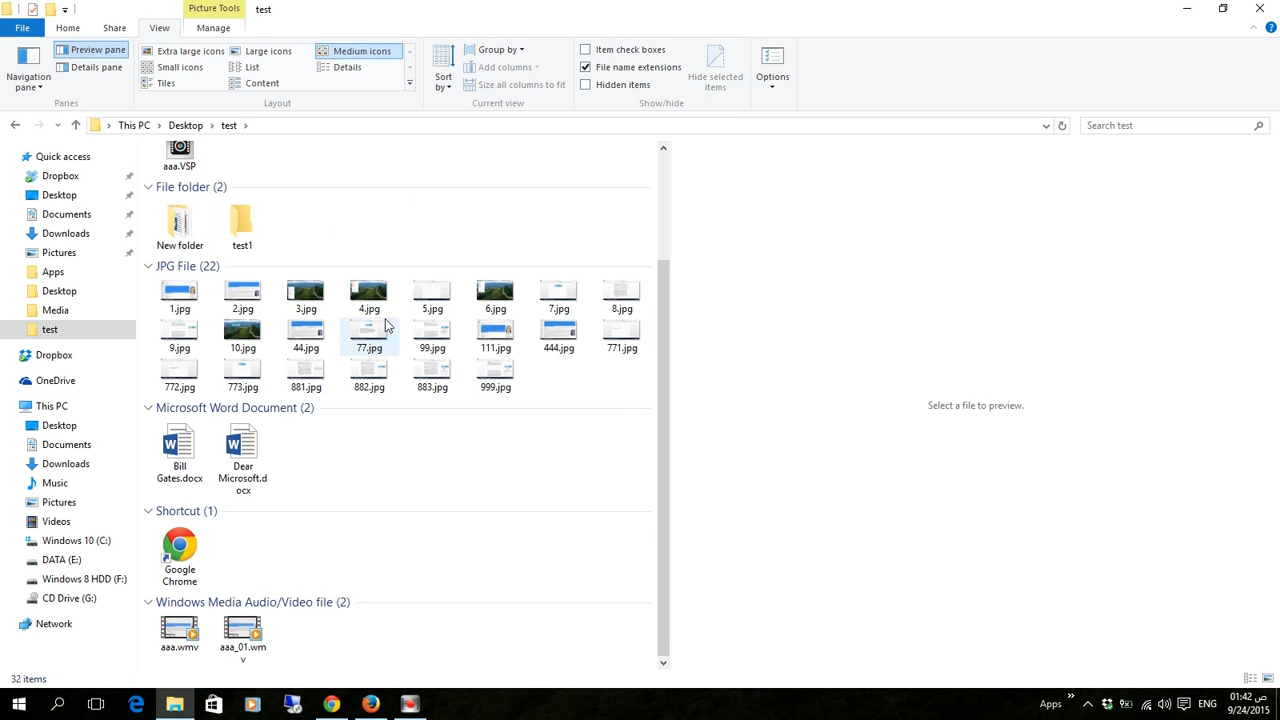 Picture Tools
test
File
Home
Share
View
Manage
Navigation pane
Preview pane
Details pane
Panes
Extra large icons
Large icons
Medium icons
Small icons
List
Details
Tiles
Content
Layout
Sort by
Group by
Add columns
Size all columns to fit
Current view
Item check boxes
File name extensions
Hidden items
Hide selected items
Show/hide
Options
This PC
Desktop
test
Search test
Quick access
Dropbox
Desktop
Documents
Downloads
Pictures
Apps
Desktop
Media
test
Dropbox
OneDrive
This PC
Desktop
Documents
Downloads
Music
Pictures
Videos
Windows 10 (C:)
DATA (E:)
Windows 8 HDD (F:)
CD Drive (G:)
Network
aaa.VSP
File folder (2)
New folder
test1
JPG File (22)
1.jpg
2.jpg
3.jpg
4.jpg
5.jpg
6.jpg
7.jpg
8.jpg
9.jpg
10.jpg
44.jpg
77.jpg
99.jpg
111.jpg
444.jpg
771.jpg
772.jpg
773.jpg
881.jpg
882.jpg
883.jpg
999.jpg
Microsoft Word Document (2)
Bill
Gates.docx
Dear
Microsoft.d
ocx
Shortcut (1)
Google
Chrome
Windows Media Audio/Video file (2)
aaa.wmv
aaa_01.wm
v
Select a file to preview.
32 items
Apps
ENG
01:42 ص
9/24/2015